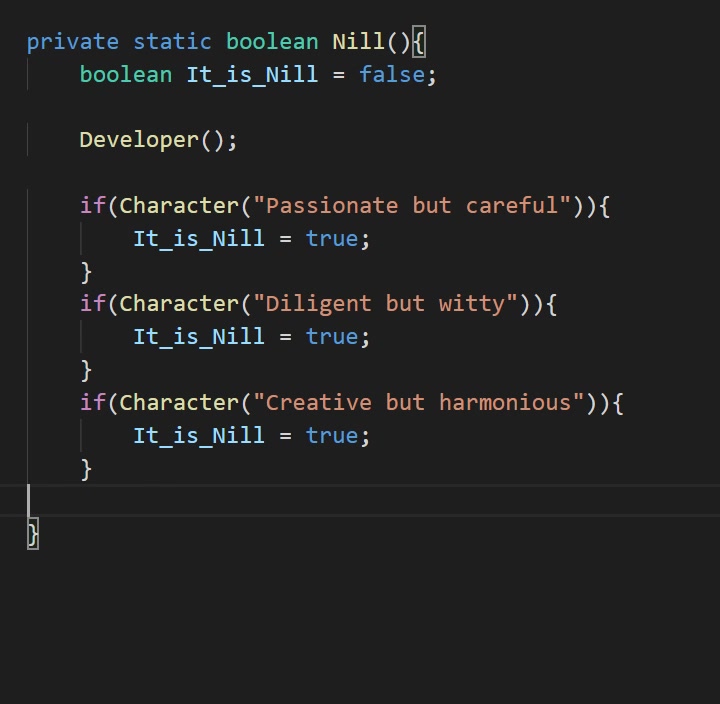 private static boolean Nill(){
    boolean It_is_Nill = false;
    Developer();
    if(Character("Passionate but careful")){
        It_is_Nill = true;
    }
    if(Character("Diligent but witty")){
        It_is_Nill = true;
    }
    if(Character("Creative but harmonious")){
        It_is_Nill = true;
    }
}